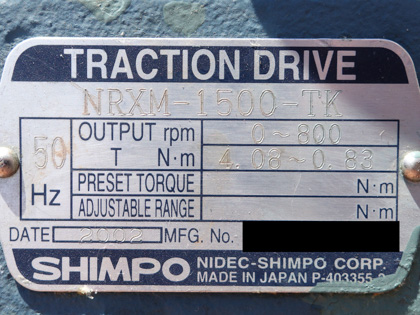 TRACTION DRIVE
NRXM-1500-TK
50 Hz
OUTPUT rpm 0~800
T N·m 4.08~0.83
PRESET TORQUE N·m
ADJUSTABLE RANGE N·m
DATE 2002 MFG. No.
SHIMPO NIDEC-SHIMPO CORP.
MADE IN JAPAN